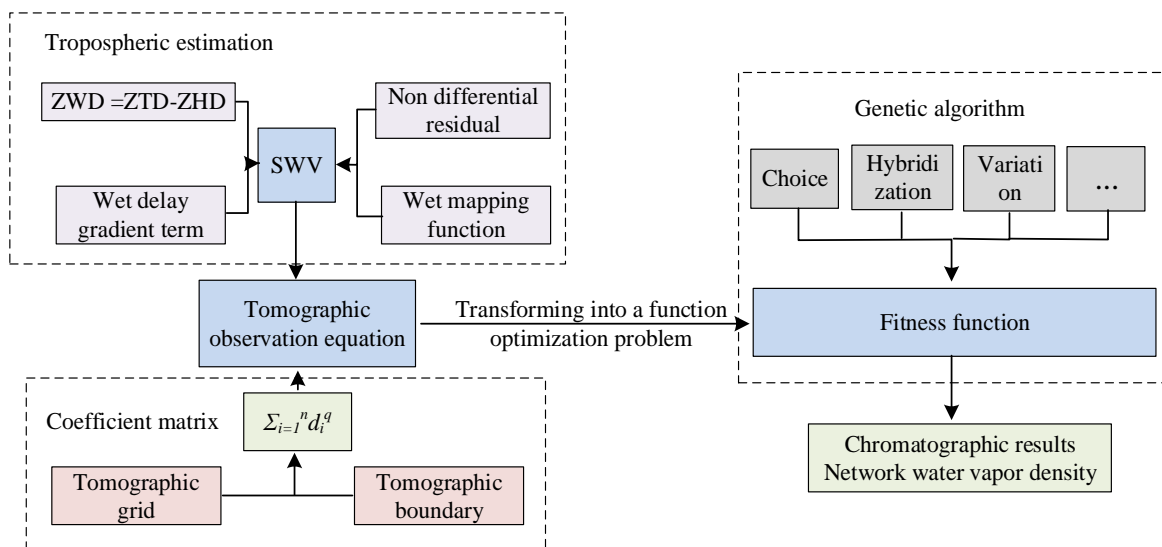 Tropospheric estimation
ZWD =ZTD-ZHD
Non differential
residual
SWV
Wet delay
gradient term
Wet mapping
function
Tomographic
observation equation
Transforming into a function
optimization problem
Coefficient matrix
Σi=1ⁿ diq
Tomographic
grid
Tomographic
boundary
Genetic algorithm
Choice
Hybridi
zation
Variati
on
...
Fitness function
Chromatographic results
Network water vapor density